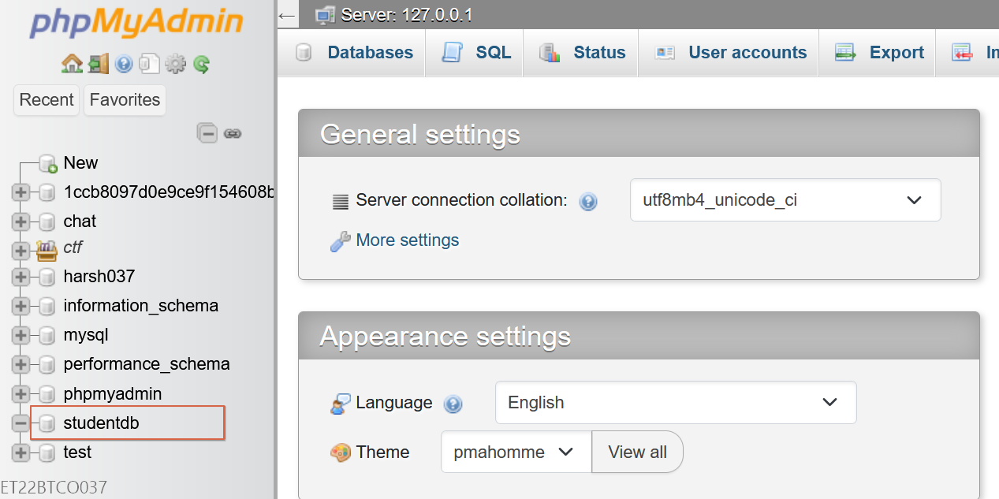 phpMyAdmin
Recent Favorites
New
1ccb8097d0e9ce9f154608b
chat
ctf
harsh037
information_schema
mysql
performance_schema
phpmyadmin
studentdb
test
ET22BTCO037
Server: 127.0.0.1
Databases SQL Status User accounts Export
General settings
Server connection collation: utf8mb4_unicode_ci
More settings
Appearance settings
Language English
Theme pmahomme View all